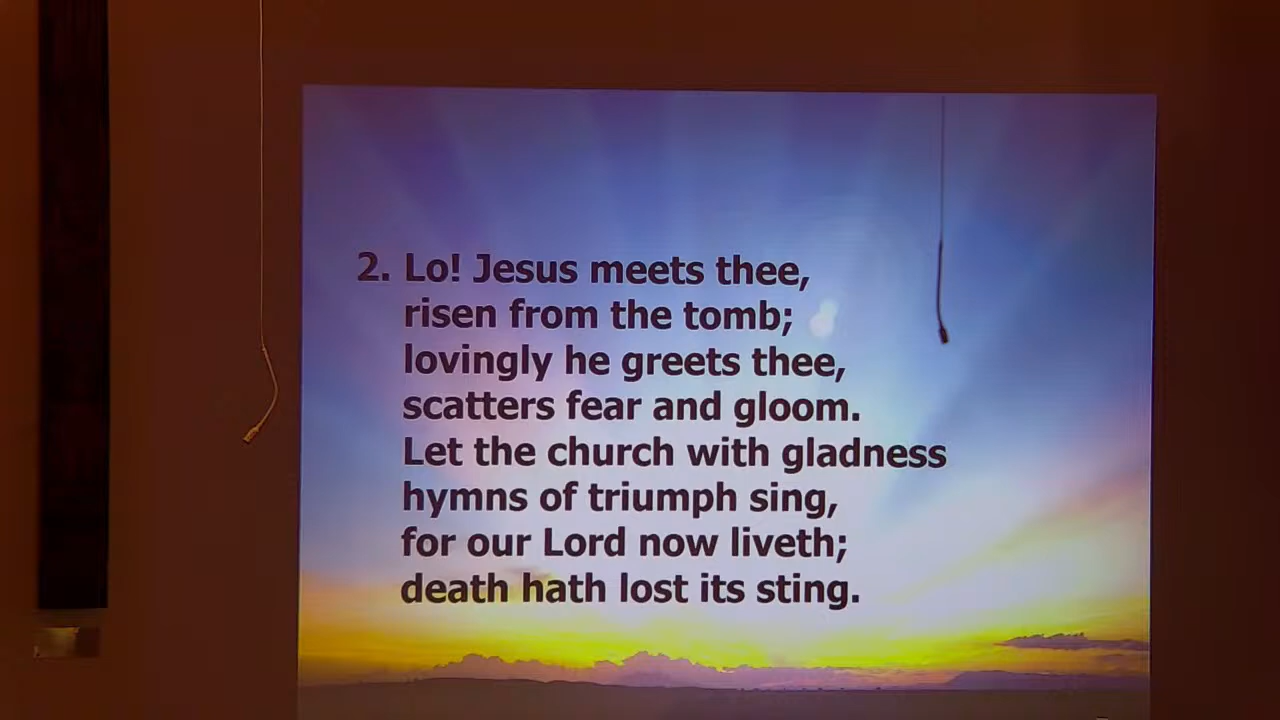 2. Lo! Jesus meets thee,
risen from the tomb;
lovingly he greets thee,
scatters fear and gloom.
Let the church with gladness
hymns of triumph sing,
for our Lord now liveth;
death hath lost its sting.